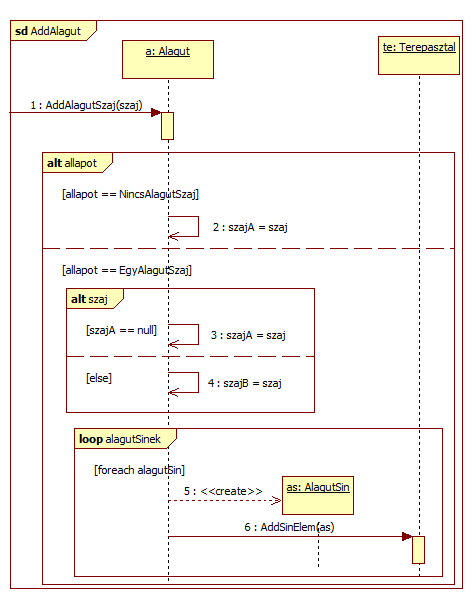 sd AddAlagut
a: Alagut
te: Terepasztal
1 : AddAlagutSzaj(szaj)
alt allapot
[allapot == NincsAlagutSzaj]
2 : szajA = szaj
[allapot == EgyAlagutSzaj]
alt szaj
[szajA == null]
3 : szajA = szaj
[else]
4 : szajB = szaj
loop alagutSinek
[foreach alagutSin]
5 : <<create>>
as: AlagutSin
6 : AddSinElem(as)